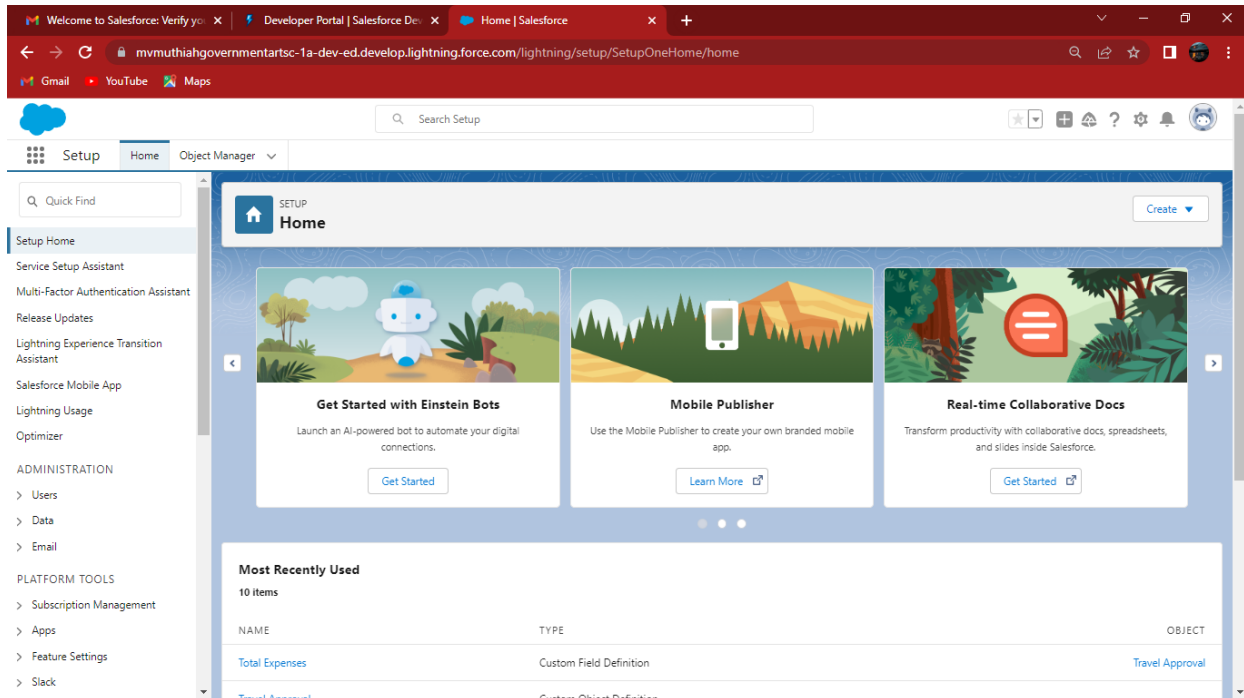 Welcome to Salesforce: Verify yo
Developer Portal | Salesforce Dev
Home | Salesforce
mvmuthiahgovernmentartsc-1a-dev-ed.develop.lightning.force.com/lightning/setup/SetupOneHome/home
Gmail YouTube Maps
Search Setup
Setup Home Object Manager
Quick Find
Setup Home
Service Setup Assistant
Multi-Factor Authentication Assistant
Release Updates
Lightning Experience Transition
Assistant
Salesforce Mobile App
Lightning Usage
Optimizer
ADMINISTRATION
Users
Data
Email
PLATFORM TOOLS
Subscription Management
Apps
Feature Settings
Slack
SETUP
Home
Create
Get Started with Einstein Bots
Launch an AI-powered bot to automate your digital
connections.
Get Started
Mobile Publisher
Use the Mobile Publisher to create your own branded mobile
app.
Learn More
Real-time Collaborative Docs
Transform productivity with collaborative docs, spreadsheets,
and slides inside Salesforce.
Get Started
Most Recently Used
10 items
NAME TYPE OBJECT
Total Expenses Custom Field Definition Travel Approval
Travel Approval Custom Object Definition